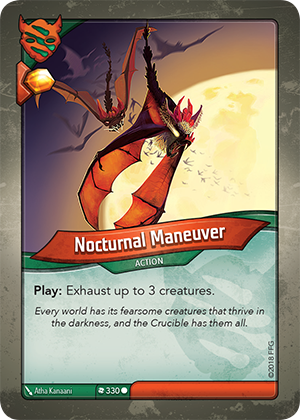 Nocturnal Maneuver
ACTION
Play: Exhaust up to 3 creatures.
Every world has its fearsome creatures that thrive in
the darkness, and the Crucible has them all.
©2018 FFG
Atha Kanaani
330